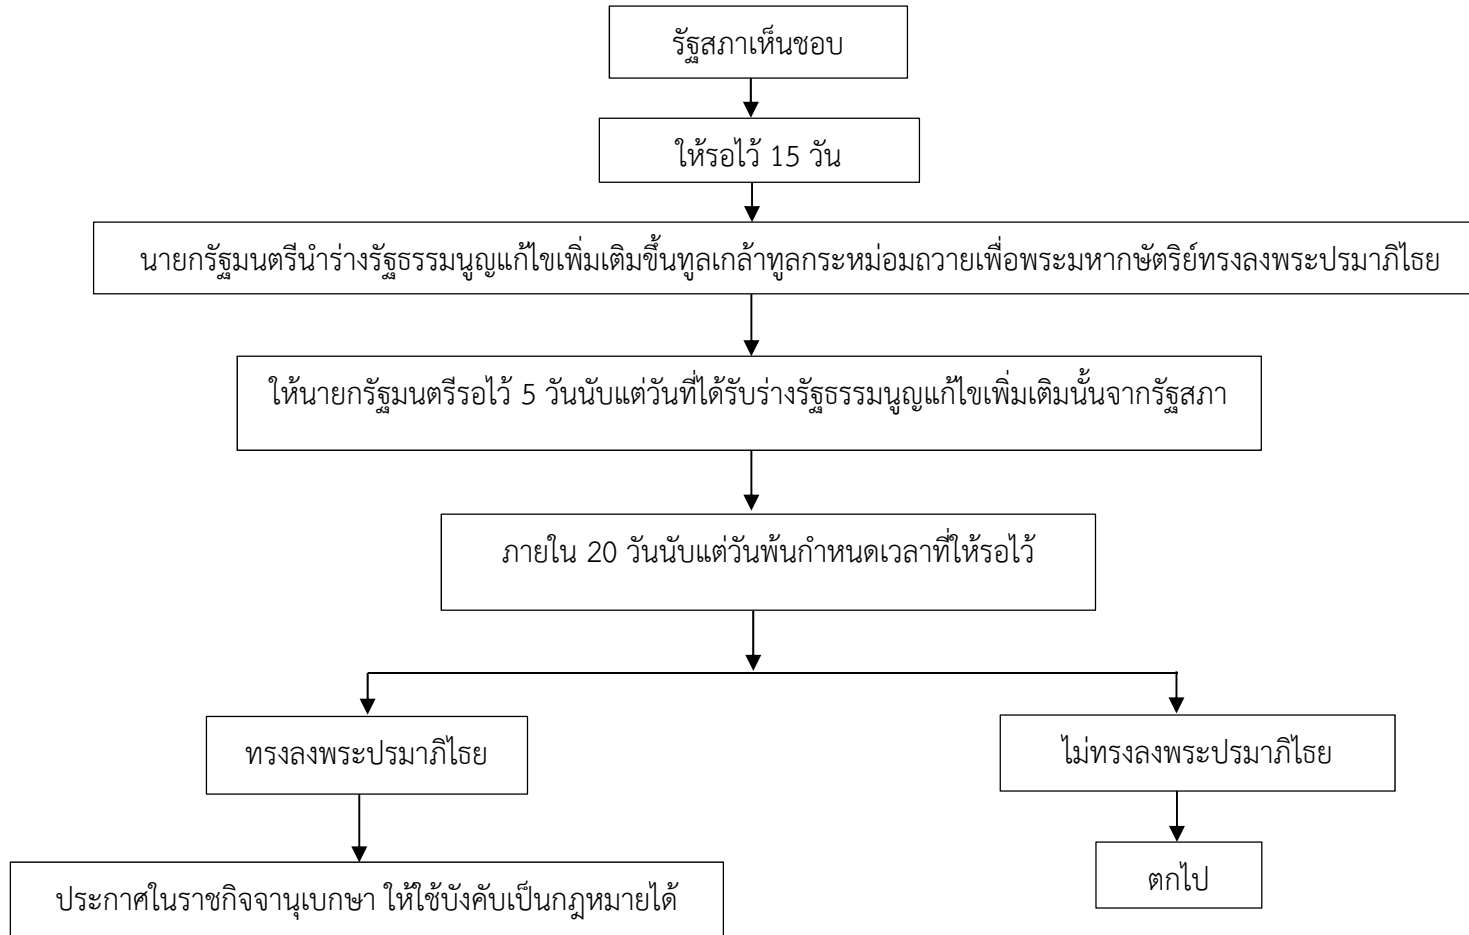 รัฐสภาเห็นชอบ
ให้รอไว้ 15 วัน
นายกรัฐมนตรีนำร่างรัฐธรรมนูญแก้ไขเพิ่มเติมขึ้นทูลเกล้าทูลกระหม่อมถวายเพื่อพระมหากษัตริย์ทรงลงพระปรมาภิไธย
ให้นายกรัฐมนตรีรอไว้ 5 วันนับแต่วันที่ได้รับร่างรัฐธรรมนูญแก้ไขเพิ่มเติมนั้นจากรัฐสภา
ภายใน 20 วันนับแต่วันพ้นกำหนดเวลาที่ให้รอไว้
ทรงลงพระปรมาภิไธย
ไม่ทรงลงพระปรมาภิไธย
ตกไป
ประกาศในราชกิจจานุเบกษา ให้ใช้บังคับเป็นกฎหมายได้